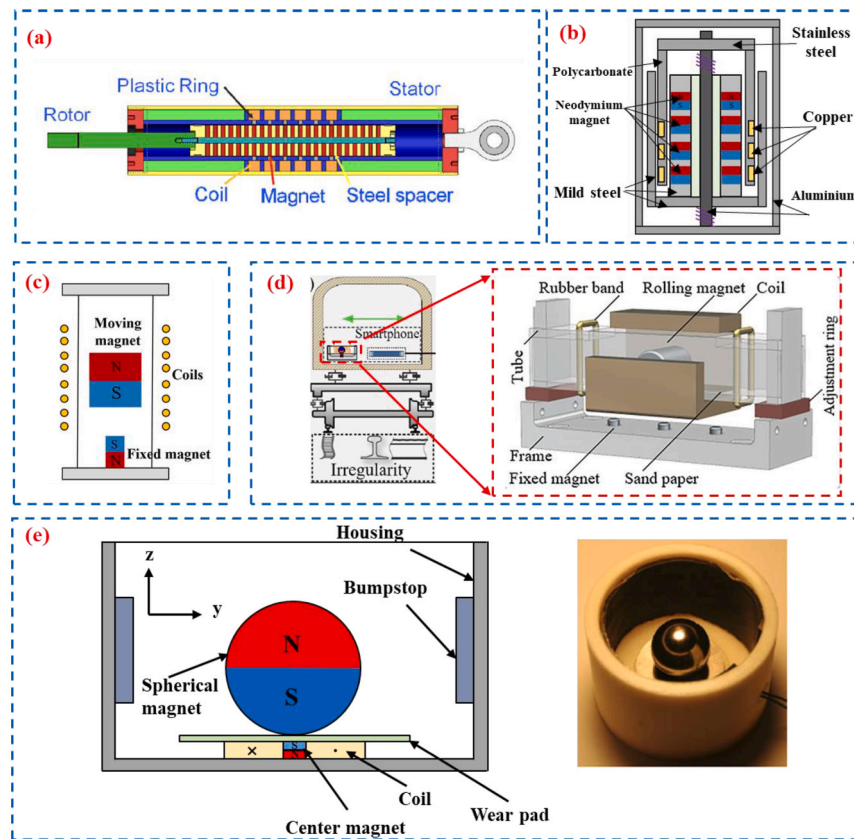 (a)
Plastic Ring
Stator
Rotor
Coil
Magnet
Steel spacer
(b)
Stainless
steel
Polycarbonate
Neodymium
magnet
Copper
Mild steel
Aluminium
N
S
(c)
Moving
magnet
N
S
Coils
S
Fixed magnet
N
(d)
)
Smartphone
Irregularity
Rubber band
Rolling magnet
Coil
Tube
Adjustment ring
Frame
Fixed magnet
Sand paper
(e)
Housing
z
Bumpstop
y
N
Spherical
magnet
S
S
N
×
·
Coil
Wear pad
Center magnet